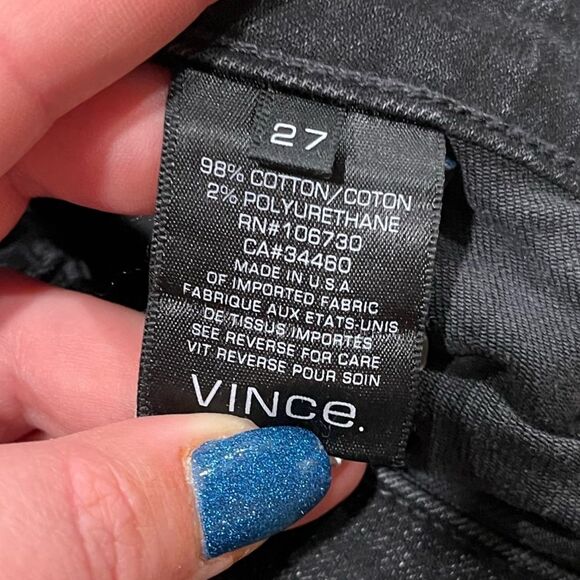 27
98% COTTON/COTON
2% POLYURETHANE
RN#106730
CA#34460
MADE IN U.S.A
OF IMPORTED FABRIC
FABRIQUE AUX ETATS-UNIS
DE TISSUS IMPORTÉS
SEE REVERSE FOR CARE
VIT REVERSE POUR SOIN
VINCe.